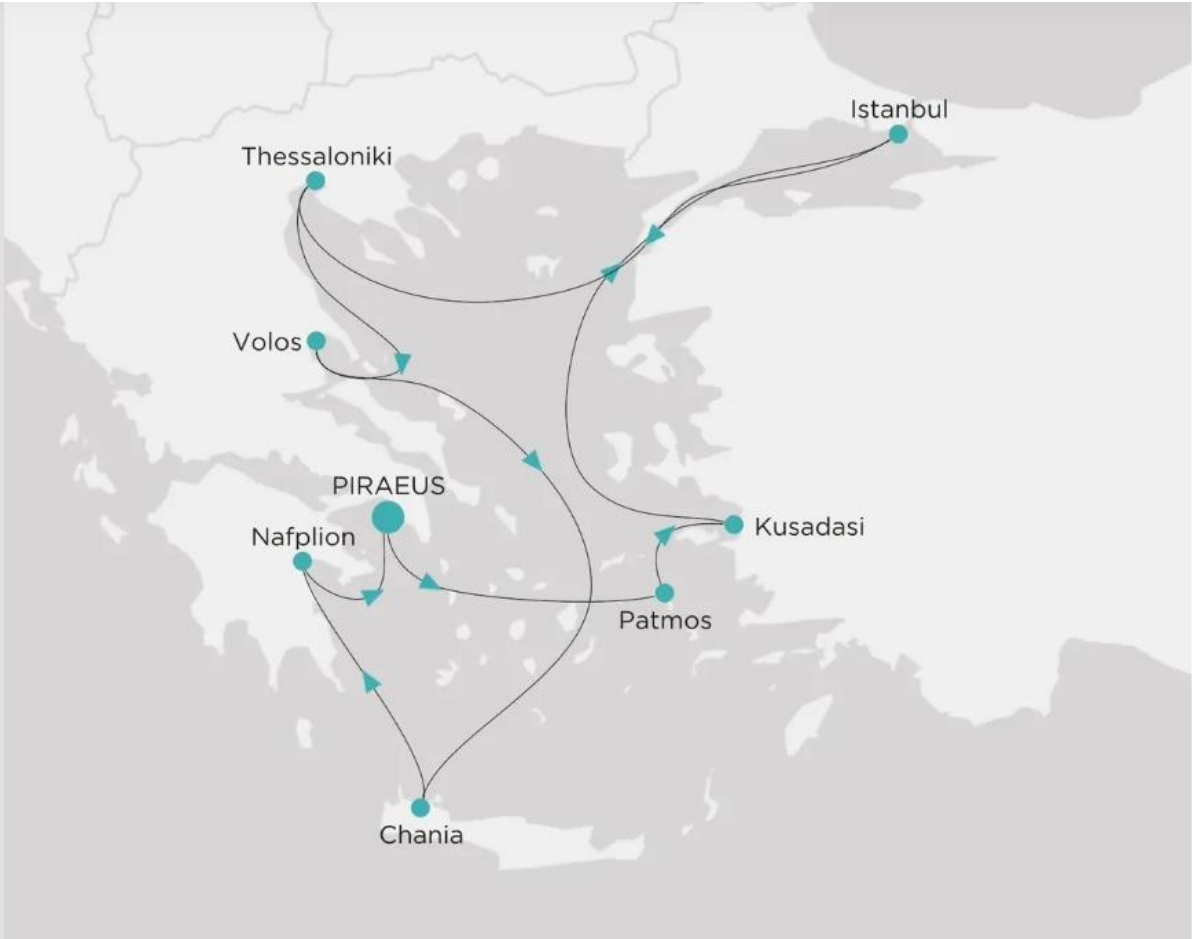 Istanbul
Thessaloniki
Volos
PIRAEUS
Nafplion
Kusadasi
Patmos
Chania